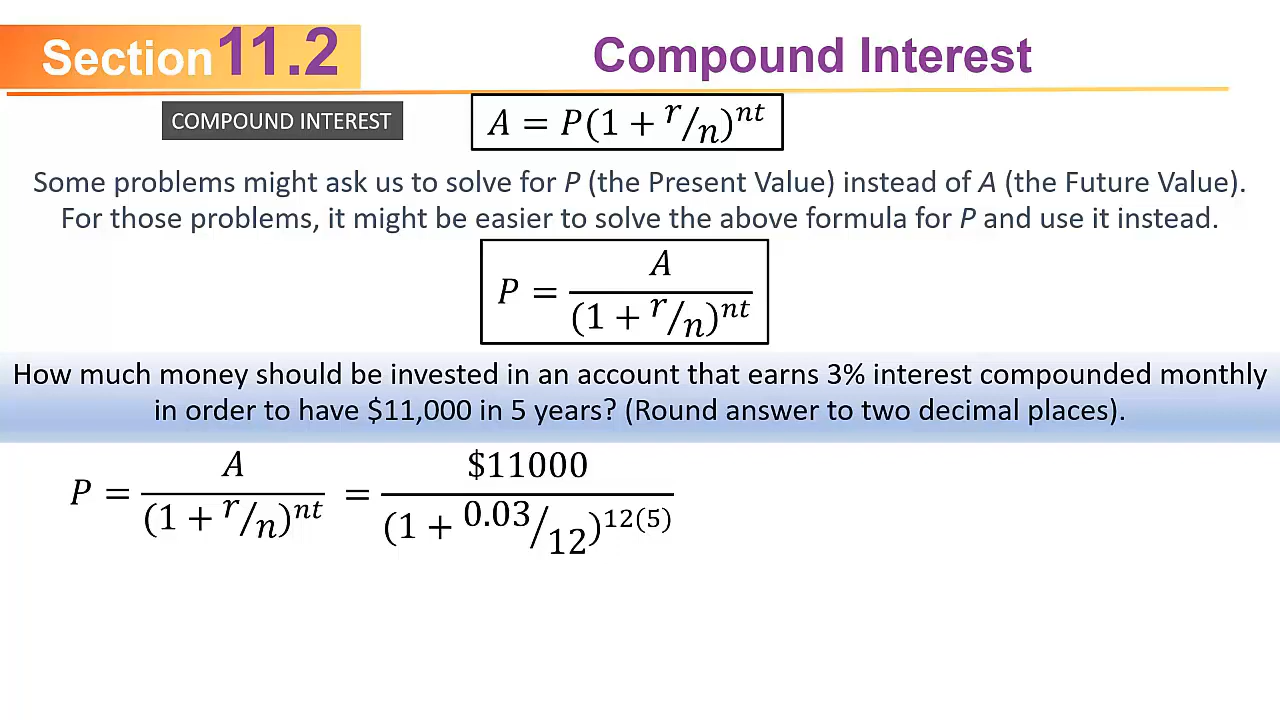 Section 11.2
Compound Interest
COMPOUND INTEREST
A = P(1 + r/n)^nt
Some problems might ask us to solve for P (the Present Value) instead of A (the Future Value).
For those problems, it might be easier to solve the above formula for P and use it instead.
P = A/(1 + r/n)^nt
How much money should be invested in an account that earns 3% interest compounded monthly
in order to have $11,000 in 5 years? (Round answer to two decimal places).
P = A/(1 + r/n)^nt = $11000/(1 + 0.03/12)^12(5)